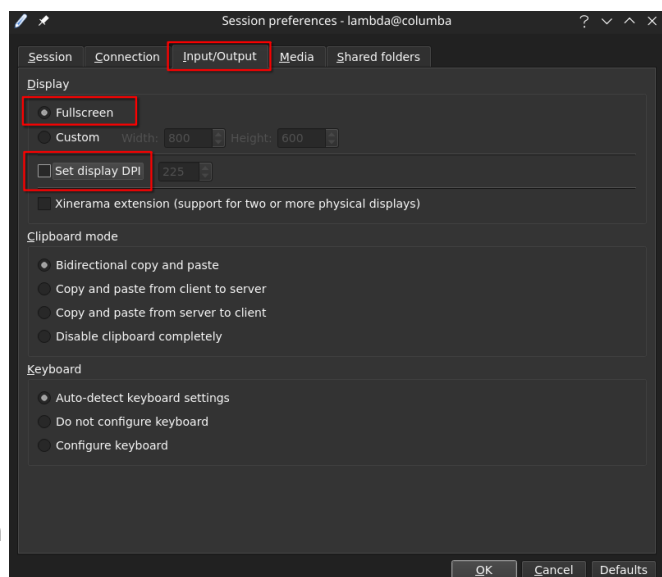 Session preferences - lambda@columba
Session Connection Input/Output Media Shared folders
Display
Fullscreen
Custom Width: 800 Height: 600
Set display DPI 225
Xinerama extension (support for two or more physical displays)
Clipboard mode
Bidirectional copy and paste
Copy and paste from client to server
Copy and paste from server to client
Disable clipboard completely
Keyboard
Auto-detect keyboard settings
Do not configure keyboard
Configure keyboard
OK Cancel Defaults